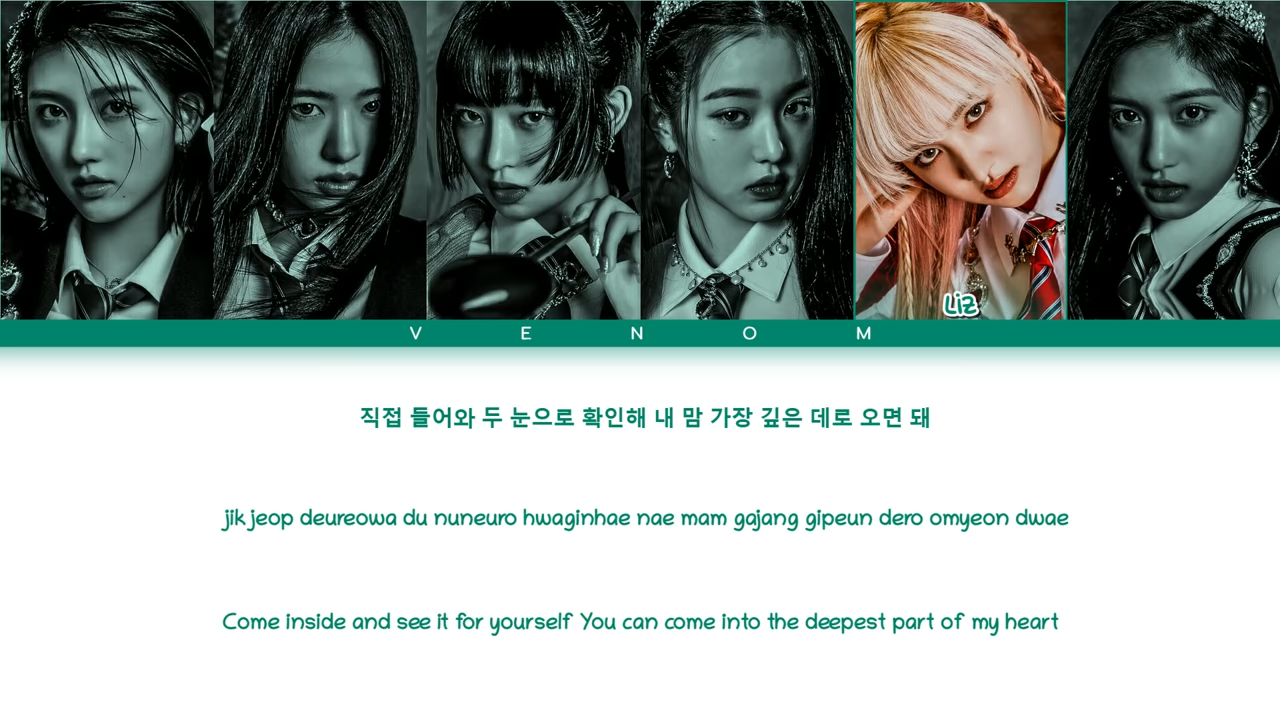 Liz
V E N O M
직접 들어와 두 눈으로 확인해 내 맘 가장 깊은 데로 오면 돼
jikjeop deureowa du nuneuro hwaginhae nae mam gajang gipeun dero omyeon dwae
Come inside and see it for yourself You can come into the deepest part of my heart